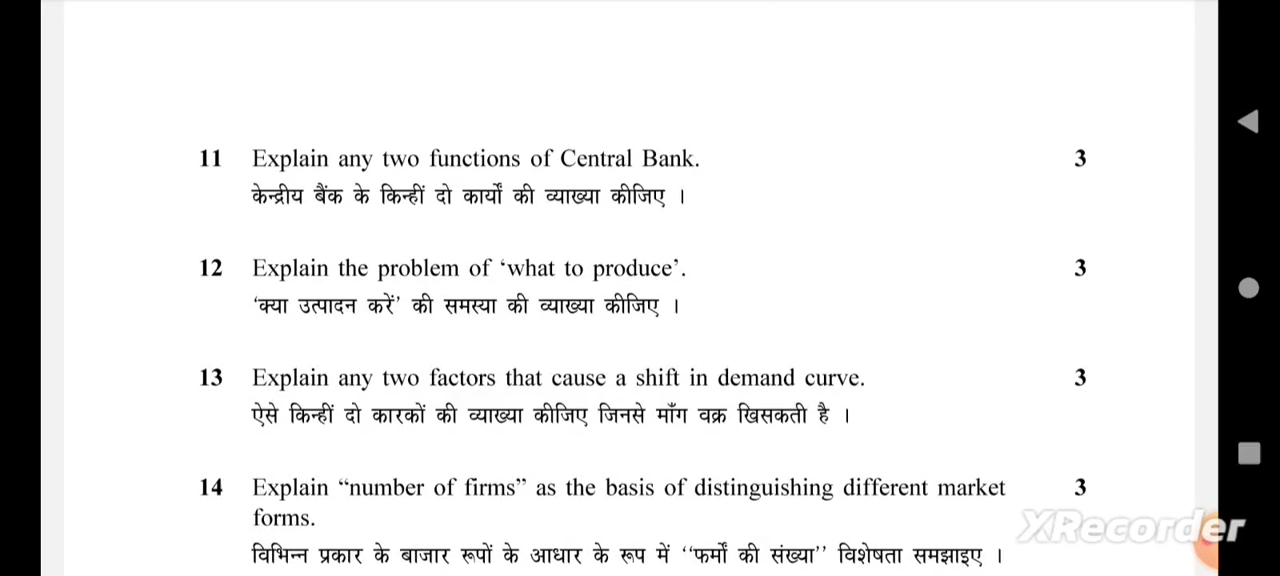 11 Explain any two functions of Central Bank. 3
केन्द्रीय बैंक के किन्हीं दो कार्यों की व्याख्या कीजिए ।
12 Explain the problem of ‘what to produce’. 3
‘क्या उत्पादन करें’ की समस्या की व्याख्या कीजिए ।
13 Explain any two factors that cause a shift in demand curve. 3
ऐसे किन्हीं दो कारकों की व्याख्या कीजिए जिनसे माँग वक्र खिसकती है ।
14 Explain “number of firms” as the basis of distinguishing different market 3
forms.
XRecorder
विभिन्न प्रकार के बाजार रूपों के आधार के रूप में “फर्मों की संख्या” विशेषता समझाइए ।